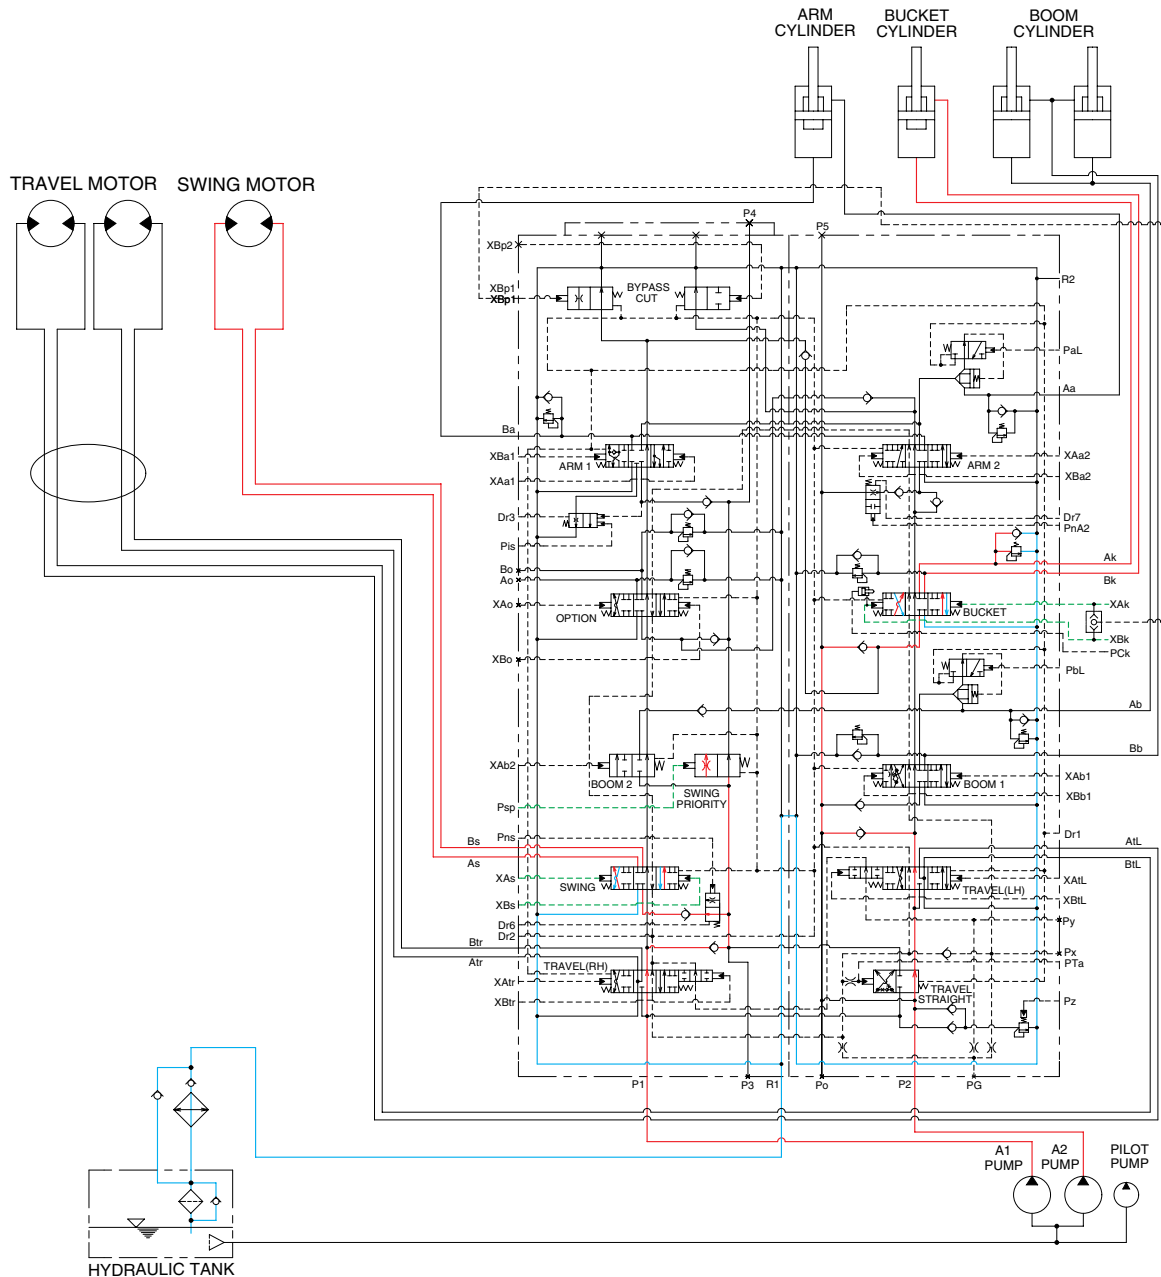 ARM
CYLINDER
BUCKET
CYLINDER
BOOM
CYLINDER
TRAVEL MOTOR
SWING MOTOR
P4
P5
XBp2
R2
XBp1
XBp1
BYPASS
CUT
PaL
Aa
Ba
XBa1
ARM 1
XAa1
ARM 2
XAa2
XBa2
Dr3
Dr7
PnA2
Pis
Ak
Bo
Ao
Bk
XAo
OPTION
BUCKET
XAk
XBk
PCk
XBo
PbL
Ab
Bb
XAb2
BOOM 2
SWING
PRIORITY
BOOM 1
XAb1
XBb1
Psp
Pns
Dr1
Bs
As
AtL
BtL
XAs
SWING
TRAVEL(LH)
XAtL
XBtL
XBs
Dr6
Dr2
Py
Btr
Atr
TRAVEL(RH)
Px
PTa
XAtr
XBtr
TRAVEL
STRAIGHT
Pz
P1
P3
R1
Po
P2
PG
A1
PUMP
A2
PUMP
PILOT
PUMP
HYDRAULIC TANK